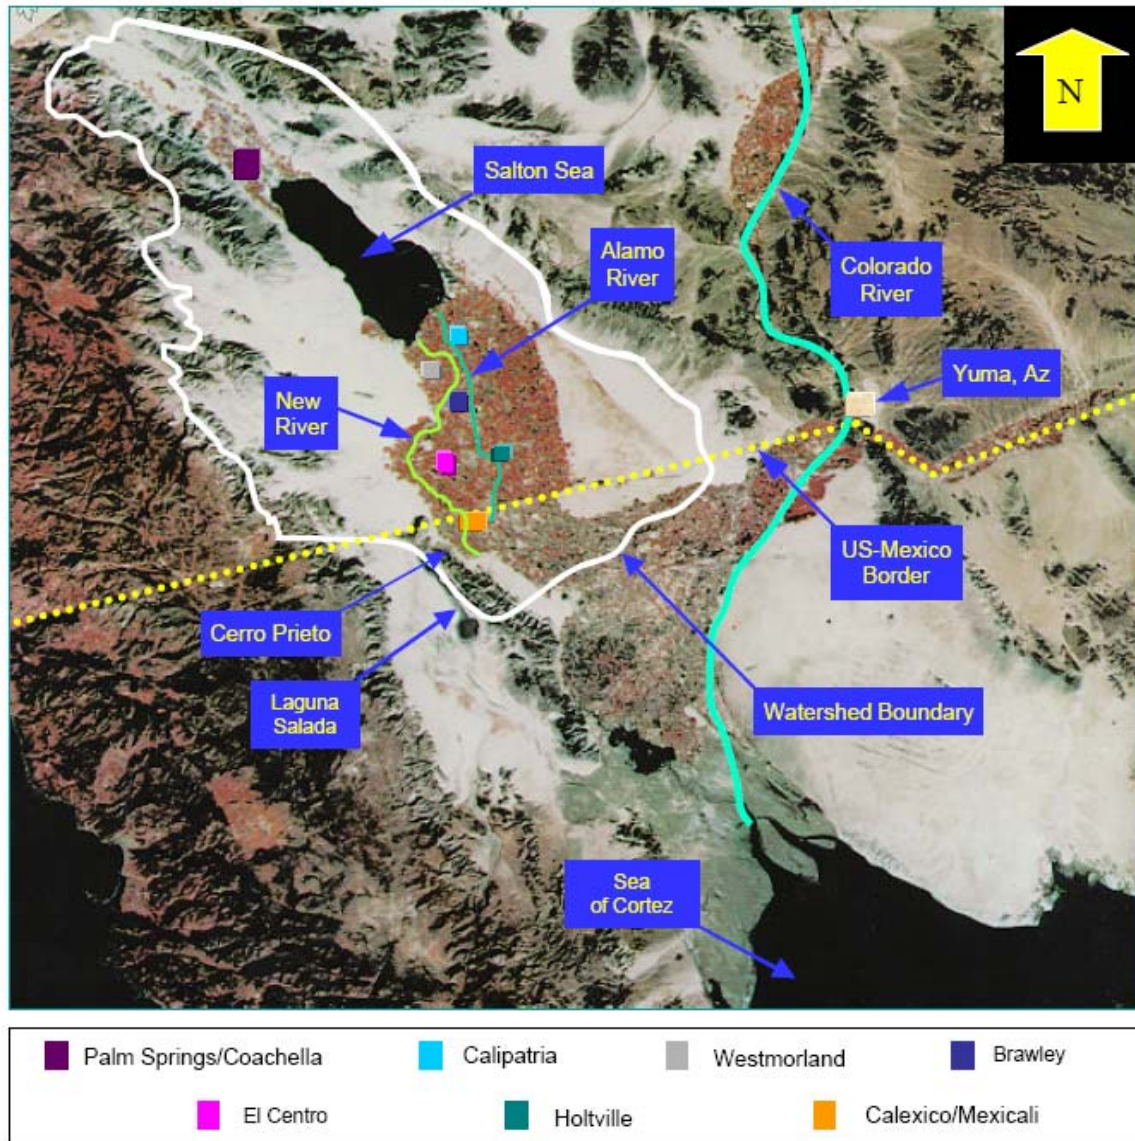 N
Salton Sea
Alamo
River
Colorado
River
Yuma, Az
New
River
US-Mexico
Border
Cerro Prieto
Laguna
Salada
Watershed Boundary
Sea
of Cortez
Palm Springs/Coachella
Calipatria
Westmorland
Brawley
El Centro
Holtville
Calexico/Mexicali